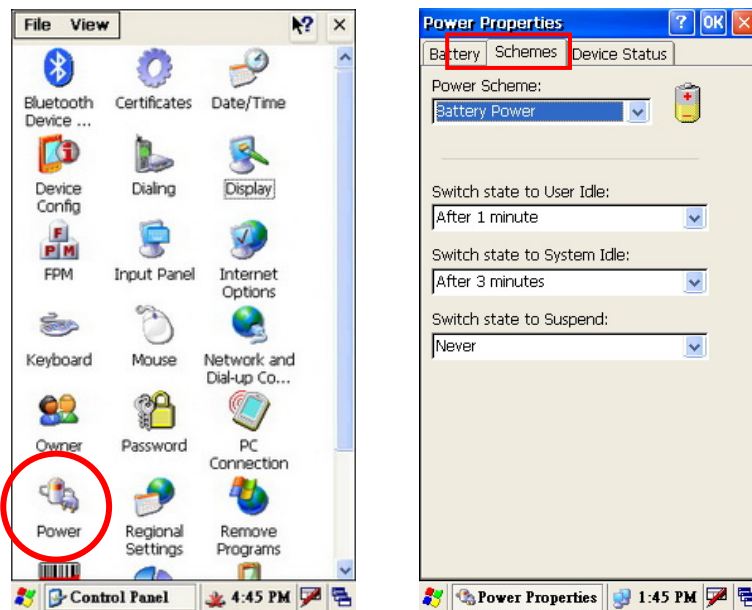 File View
?
×
Bluetooth Device ...
Certificates
Date/Time
Device Config
Dialing
Display
F
P M
FPM
Input Panel
Internet Options
Keyboard
Mouse
Network and Dial-up Co...
Owner
Password
PC Connection
Power
Regional Settings
Remove Programs
Control Panel
4:45 PM
Power Properties
? OK ×
Battery Schemes Device Status
Power Scheme:
Battery Power
Switch state to User Idle:
After 1 minute
Switch state to System Idle:
After 3 minutes
Switch state to Suspend:
Never
Power Properties
1:45 PM